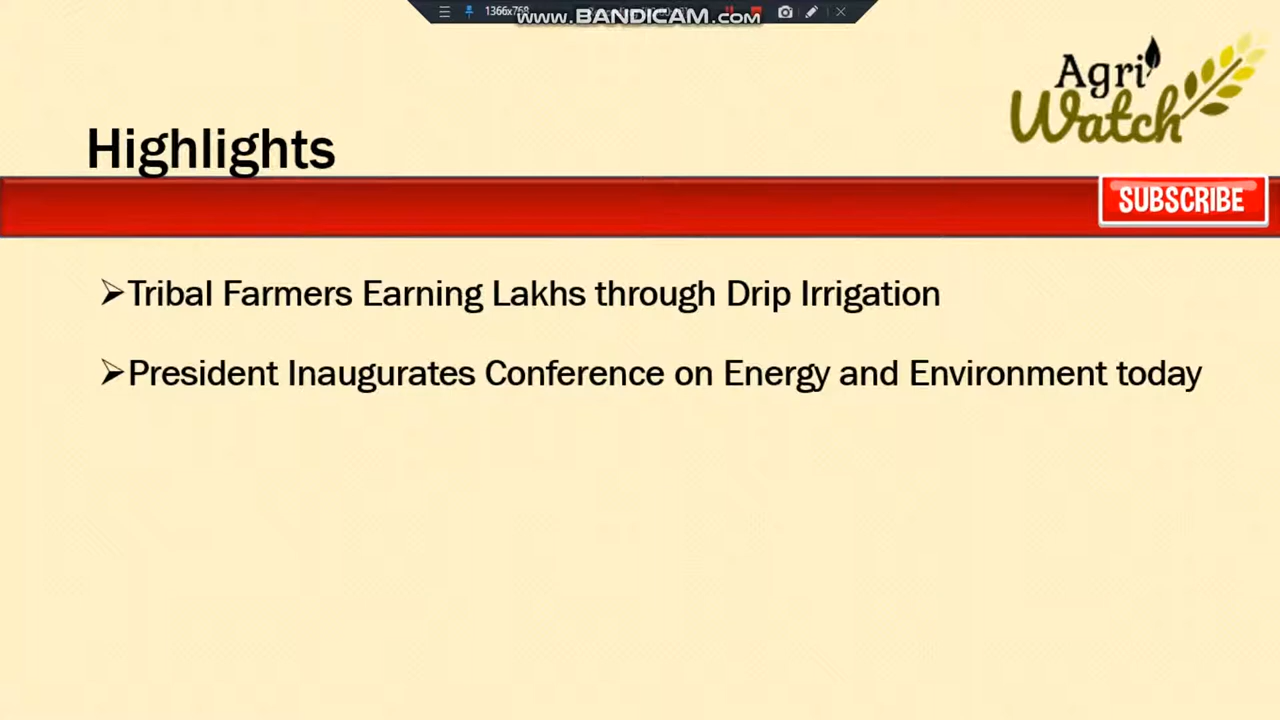 1366x768
www.BANDICAM.com
Agri
Watch
Highlights
SUBSCRIBE
➢Tribal Farmers Earning Lakhs through Drip Irrigation
➢President Inaugurates Conference on Energy and Environment today